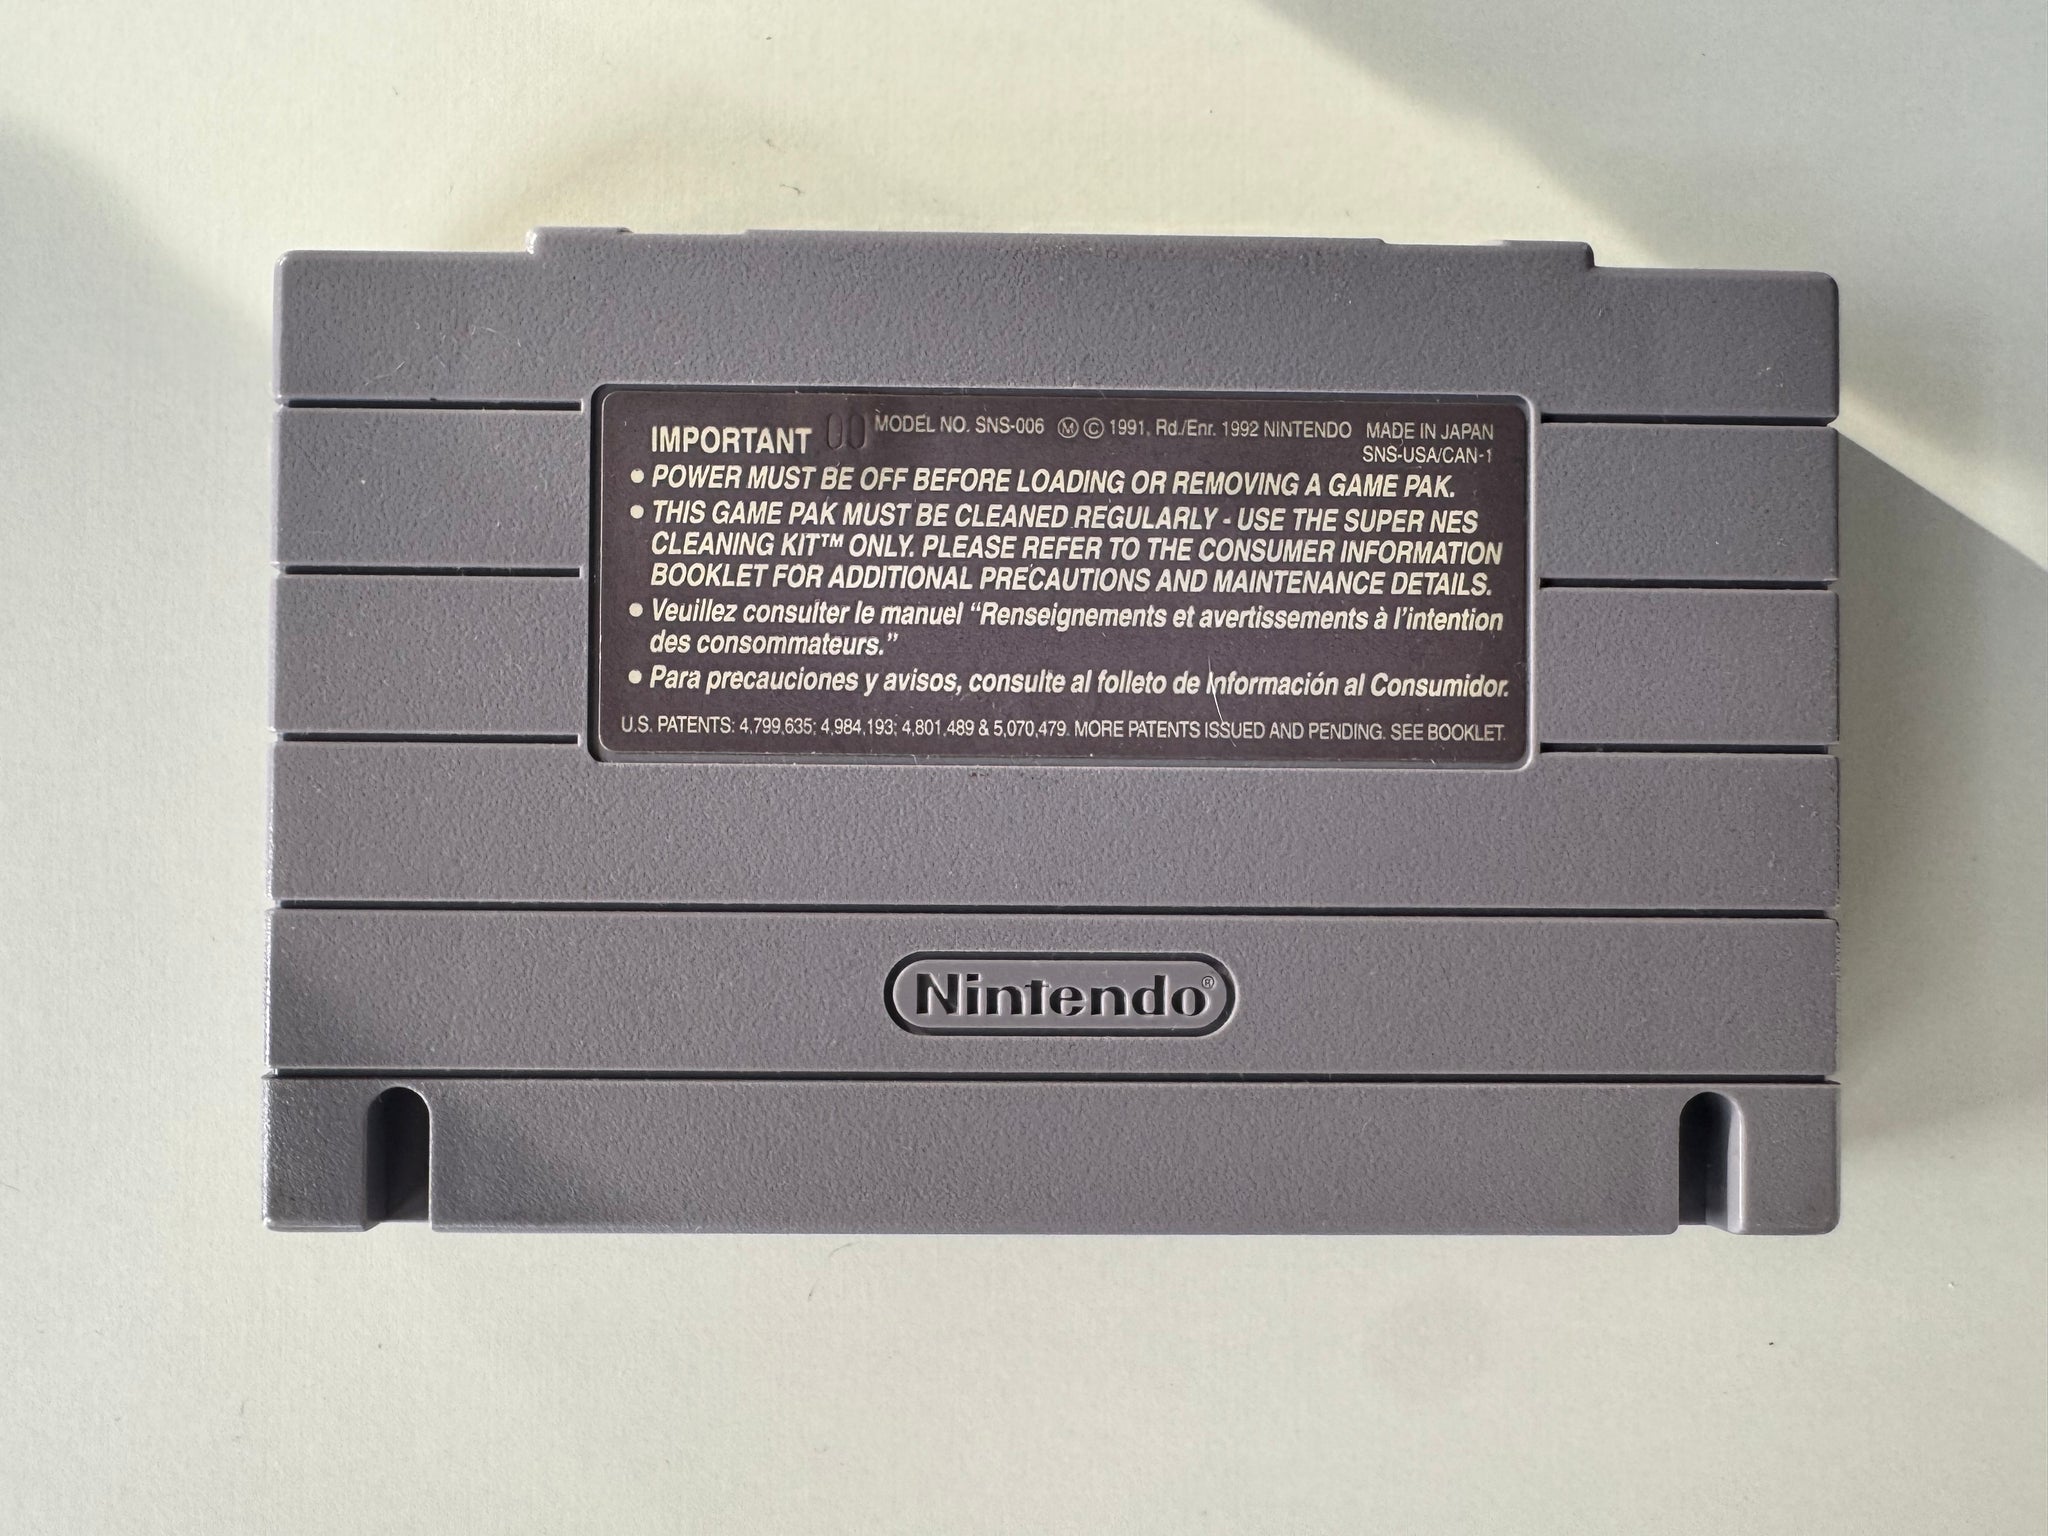 IMPORTANT 00 MODEL NO. SNS-006 Ⓜ © 1991, Rd./Enr. 1992 NINTENDO MADE IN JAPAN
SNS-USA/CAN-1
• POWER MUST BE OFF BEFORE LOADING OR REMOVING A GAME PAK.
• THIS GAME PAK MUST BE CLEANED REGULARLY - USE THE SUPER NES
CLEANING KIT™ ONLY. PLEASE REFER TO THE CONSUMER INFORMATION
BOOKLET FOR ADDITIONAL PRECAUTIONS AND MAINTENANCE DETAILS.
• Veuillez consulter le manuel “Renseignements et avertissements à l’intention
des consommateurs.”
• Para precauciones y avisos, consulte al folleto de Información al Consumidor.
U.S. PATENTS: 4,799,635; 4,984,193; 4,801,489 & 5,070,479. MORE PATENTS ISSUED AND PENDING. SEE BOOKLET.
Nintendo®